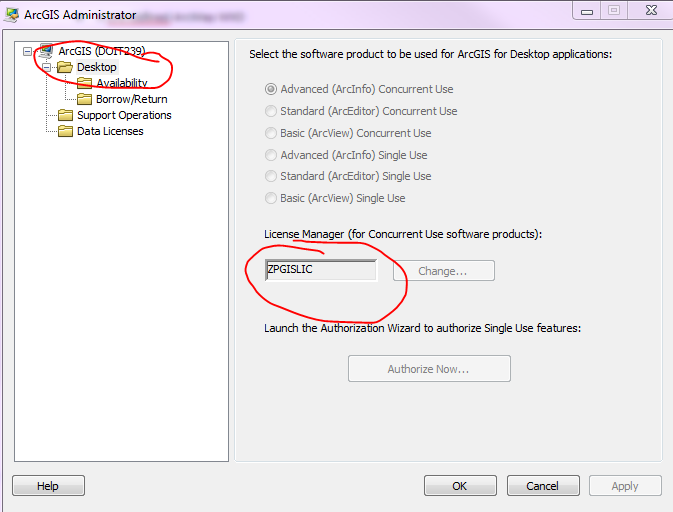 ArcGIS Administrator
ArcGIS (DOIT239)
Desktop
Availability
Borrow/Return
Support Operations
Data Licenses
Select the software product to be used for ArcGIS for Desktop applications:
Advanced (ArcInfo) Concurrent Use
Standard (ArcEditor) Concurrent Use
Basic (ArcView) Concurrent Use
Advanced (ArcInfo) Single Use
Standard (ArcEditor) Single Use
Basic (ArcView) Single Use
License Manager (for Concurrent Use software products):
ZPGISLIC
Change...
Launch the Authorization Wizard to authorize Single Use features:
Authorize Now...
Help
OK
Cancel
Apply